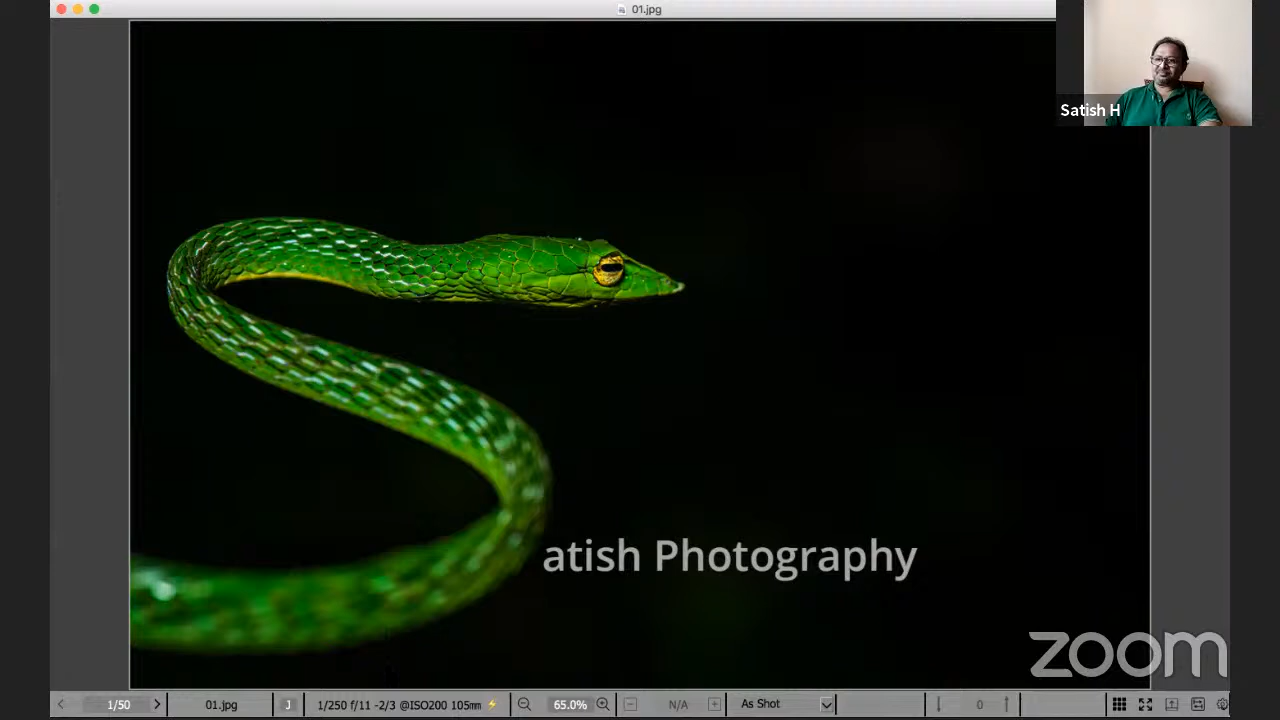 01.jpg
Satish H
atish Photography
zoom
1/50
01.jpg
J
1/250 f/11 -2/3 @ISO200 105mm
65.0%
N/A
As Shot
0